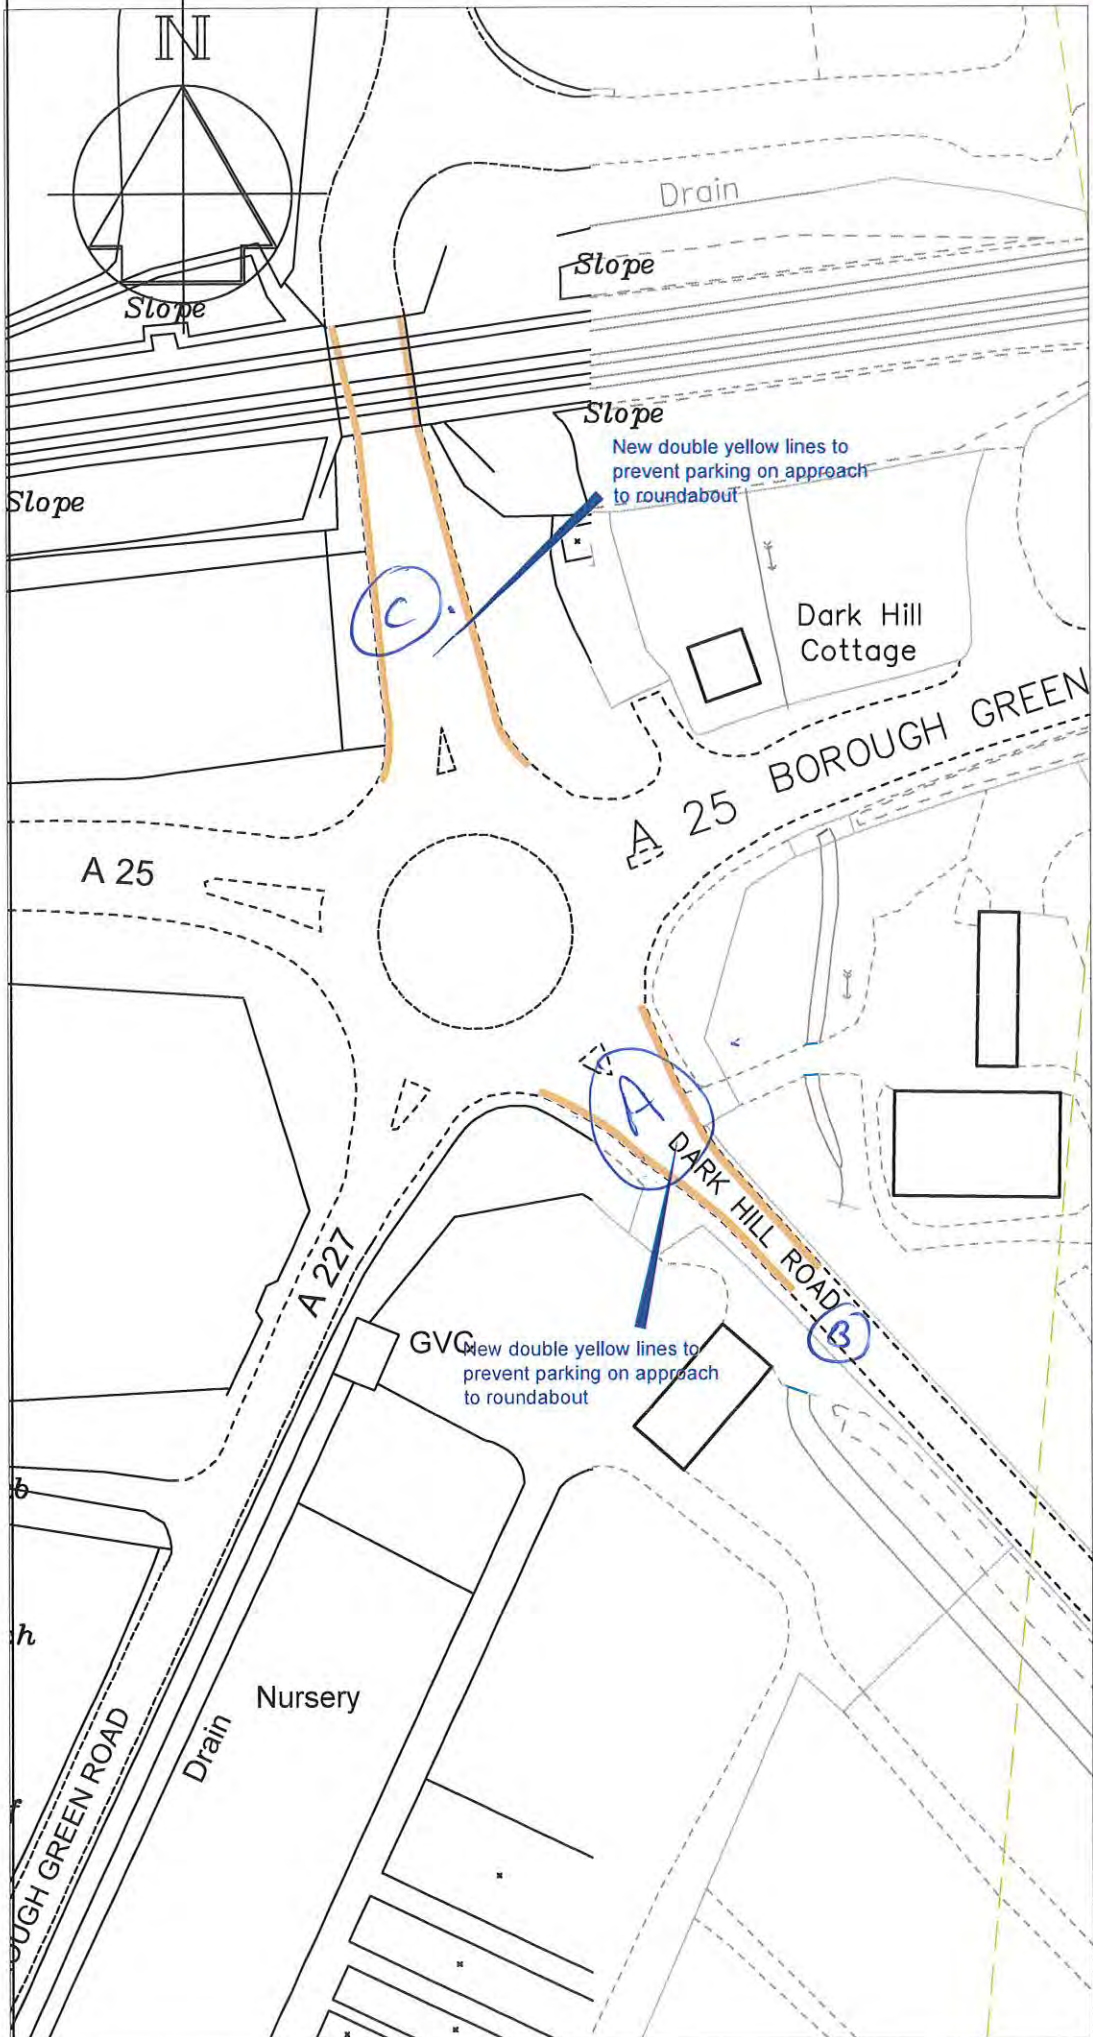 N
Drain
Slope
Slope
Slope
New double yellow lines to
prevent parking on approach
to roundabout
Slope
C
Dark Hill
Cottage
A 25 BOROUGH GREEN
A 25
A
DARK HILL ROAD
A 227
B
GVC
New double yellow lines to
prevent parking on approach
to roundabout
b
h
Nursery
Drain
f
OUGH GREEN ROAD